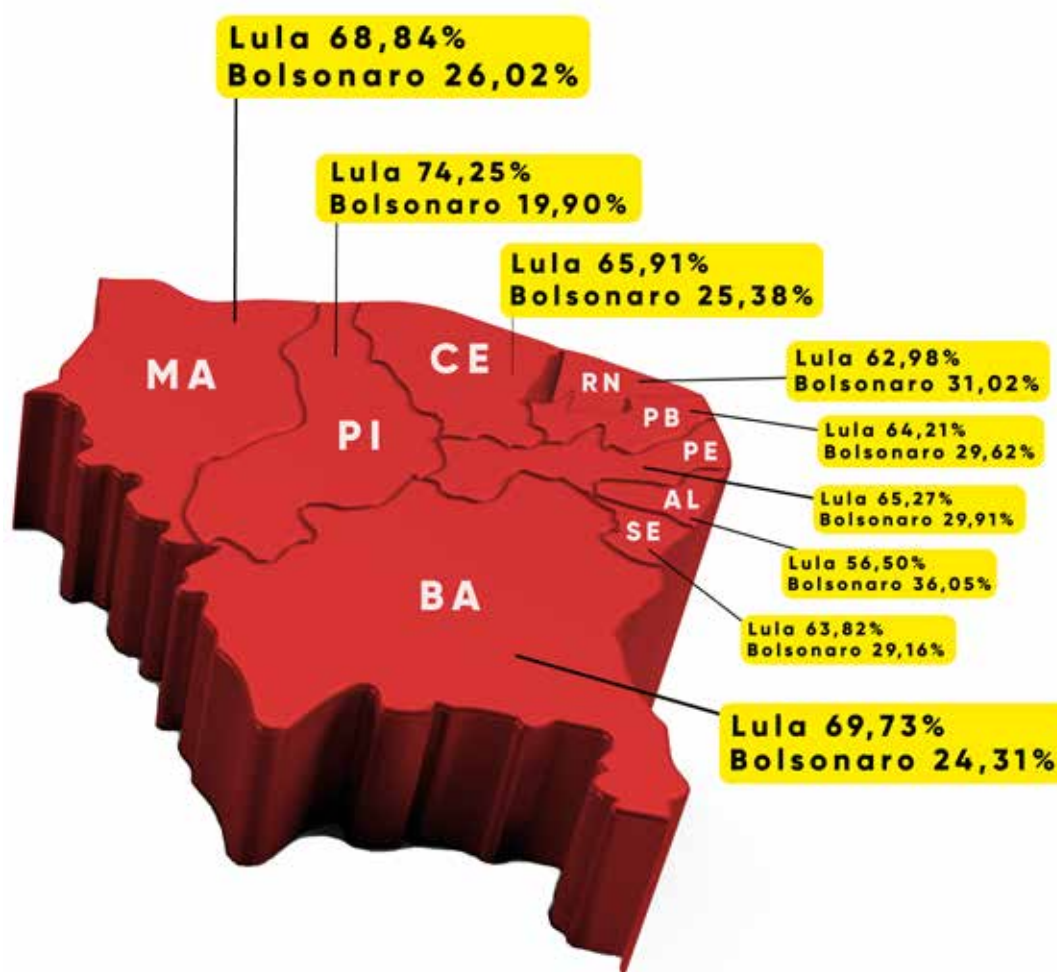 Lula 68,84%
Bolsonaro 26,02%
Lula 74,25%
Bolsonaro 19,90%
Lula 65,91%
Bolsonaro 25,38%
MA
CE
PI
RN
PB
PE
AL
SE
BA
Lula 62,98%
Bolsonaro 31,02%
Lula 64,21%
Bolsonaro 29,62%
Lula 65,27%
Bolsonaro 29,91%
Lula 56,50%
Bolsonaro 36,05%
Lula 63,82%
Bolsonaro 29,16%
Lula 69,73%
Bolsonaro 24,31%